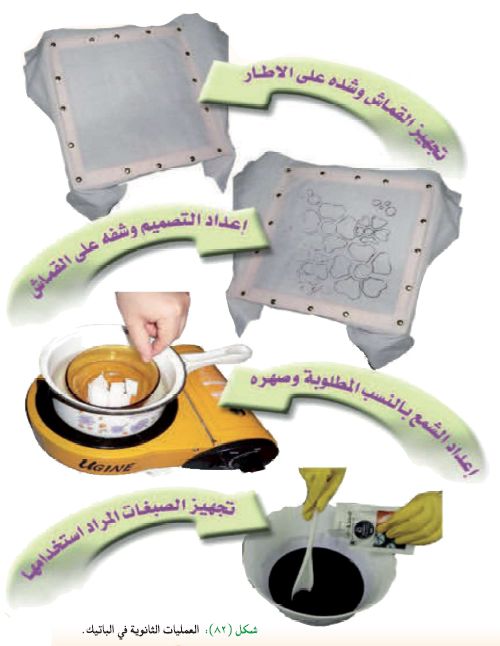 تجهيز القماش وشده على الاطار
إعداد التصميم وشفه على القماش
إعداد الشمع بالنسب المطلوبة وصهره
UGINE
تجهيز الصبغات المراد استخدامها
شكل (٨٢): العمليات الثانوية في الباتيك.